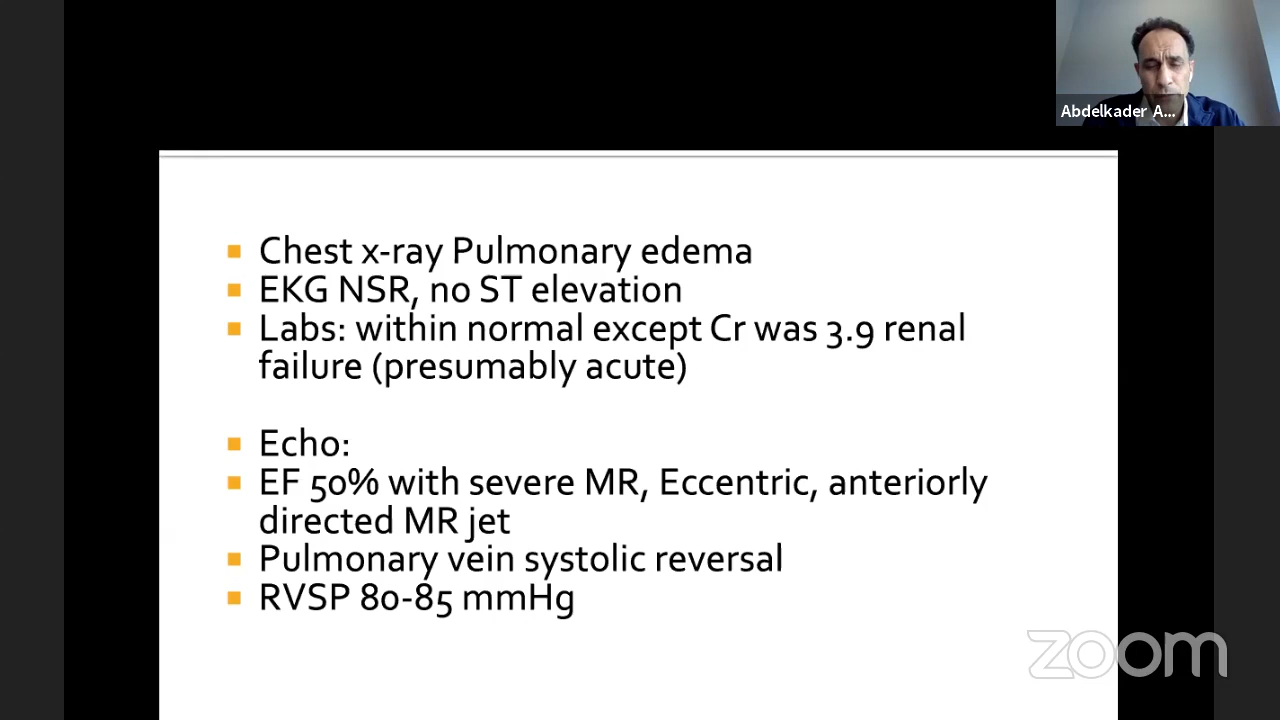 Abdelkader A...
Chest x-ray Pulmonary edema
EKG NSR, no ST elevation
Labs: within normal except Cr was 3.9 renal
failure (presumably acute)
Echo:
EF 50% with severe MR, Eccentric, anteriorly
directed MR jet
Pulmonary vein systolic reversal
RVSP 80-85 mmHg
zoom